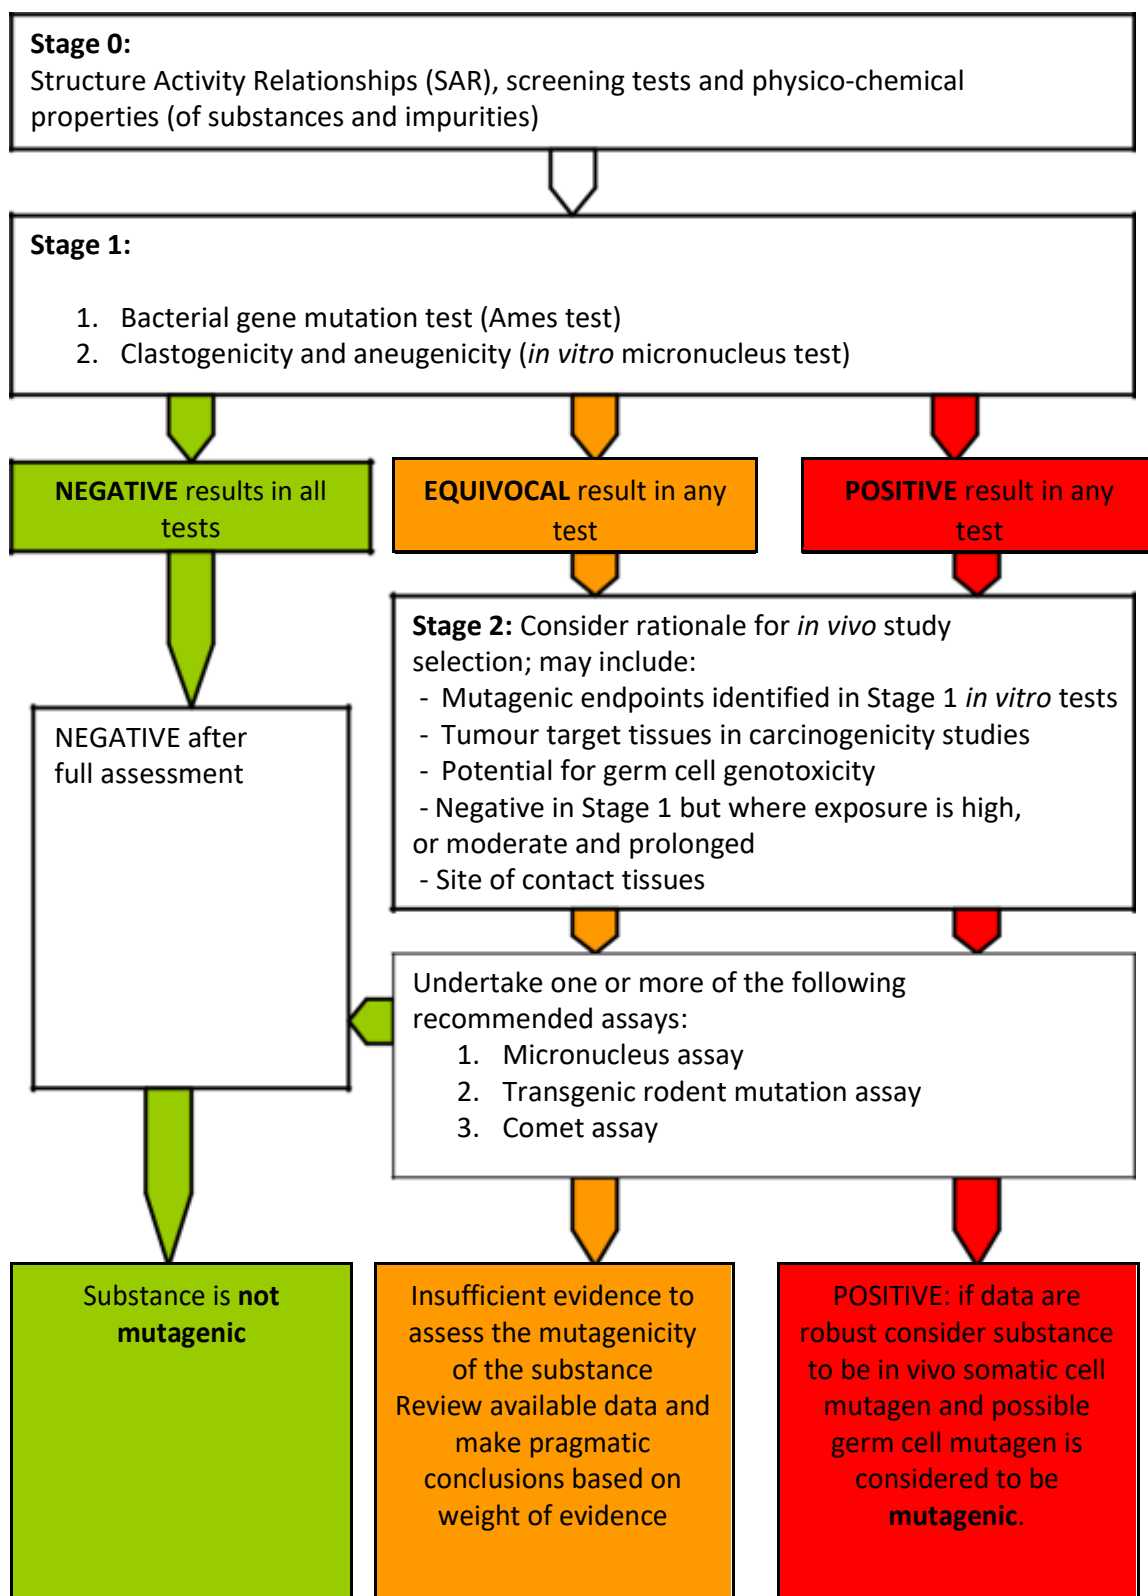 Stage 0:
Structure Activity Relationships (SAR), screening tests and physico-chemical
properties (of substances and impurities)
Stage 1:
1. Bacterial gene mutation test (Ames test)
2. Clastogenicity and aneugenicity (in vitro micronucleus test)
NEGATIVE results in all
tests
EQUIVOCAL result in any
test
POSITIVE result in any
test
Stage 2: Consider rationale for in vivo study
selection; may include:
- Mutagenic endpoints identified in Stage 1 in vitro tests
- Tumour target tissues in carcinogenicity studies
- Potential for germ cell genotoxicity
- Negative in Stage 1 but where exposure is high,
or moderate and prolonged
- Site of contact tissues
NEGATIVE after
full assessment
Undertake one or more of the following
recommended assays:
1. Micronucleus assay
2. Transgenic rodent mutation assay
3. Comet assay
Substance is not
mutagenic
Insufficient evidence to
assess the mutagenicity
of the substance
Review available data and
make pragmatic
conclusions based on
weight of evidence
POSITIVE: if data are
robust consider substance
to be in vivo somatic cell
mutagen and possible
germ cell mutagen is
considered to be
mutagenic.